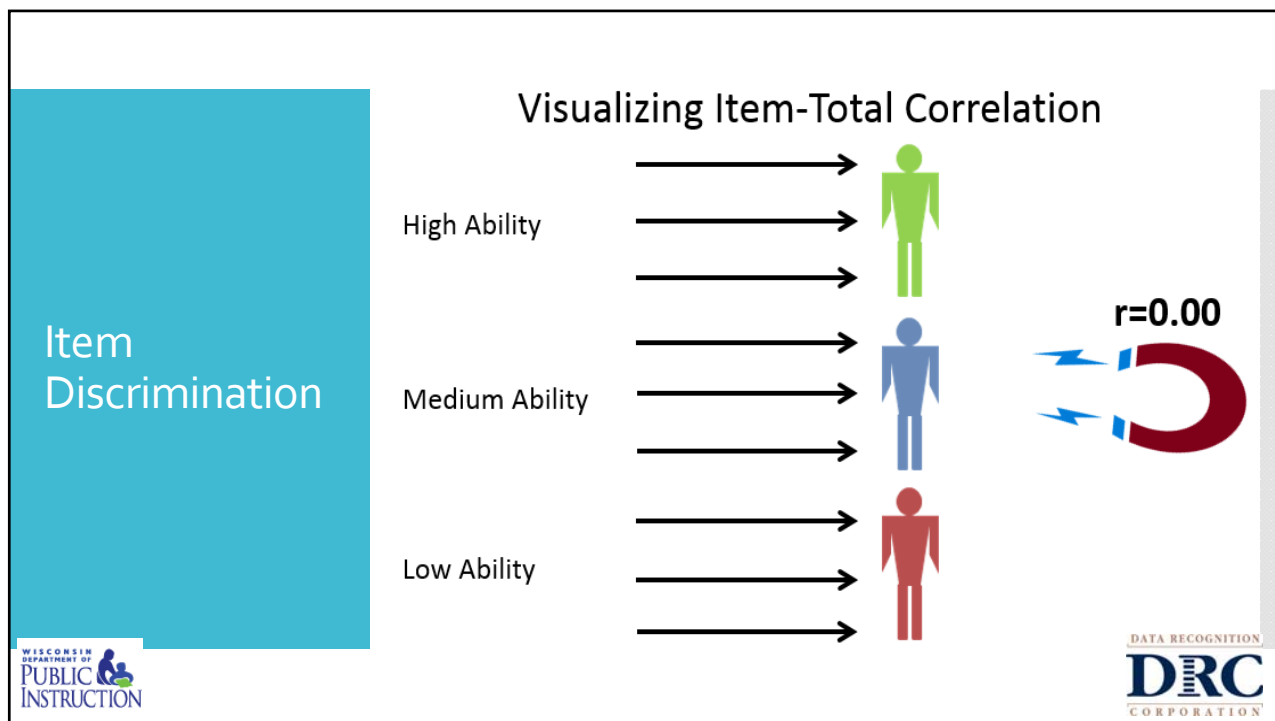 Visualizing Item-Total Correlation
Item
Discrimination
High Ability
Medium Ability
Low Ability
r=0.00
WISCONSIN
DEPARTMENT OF
PUBLIC
INSTRUCTION
DATA RECOGNITION
DRC
CORPORATION